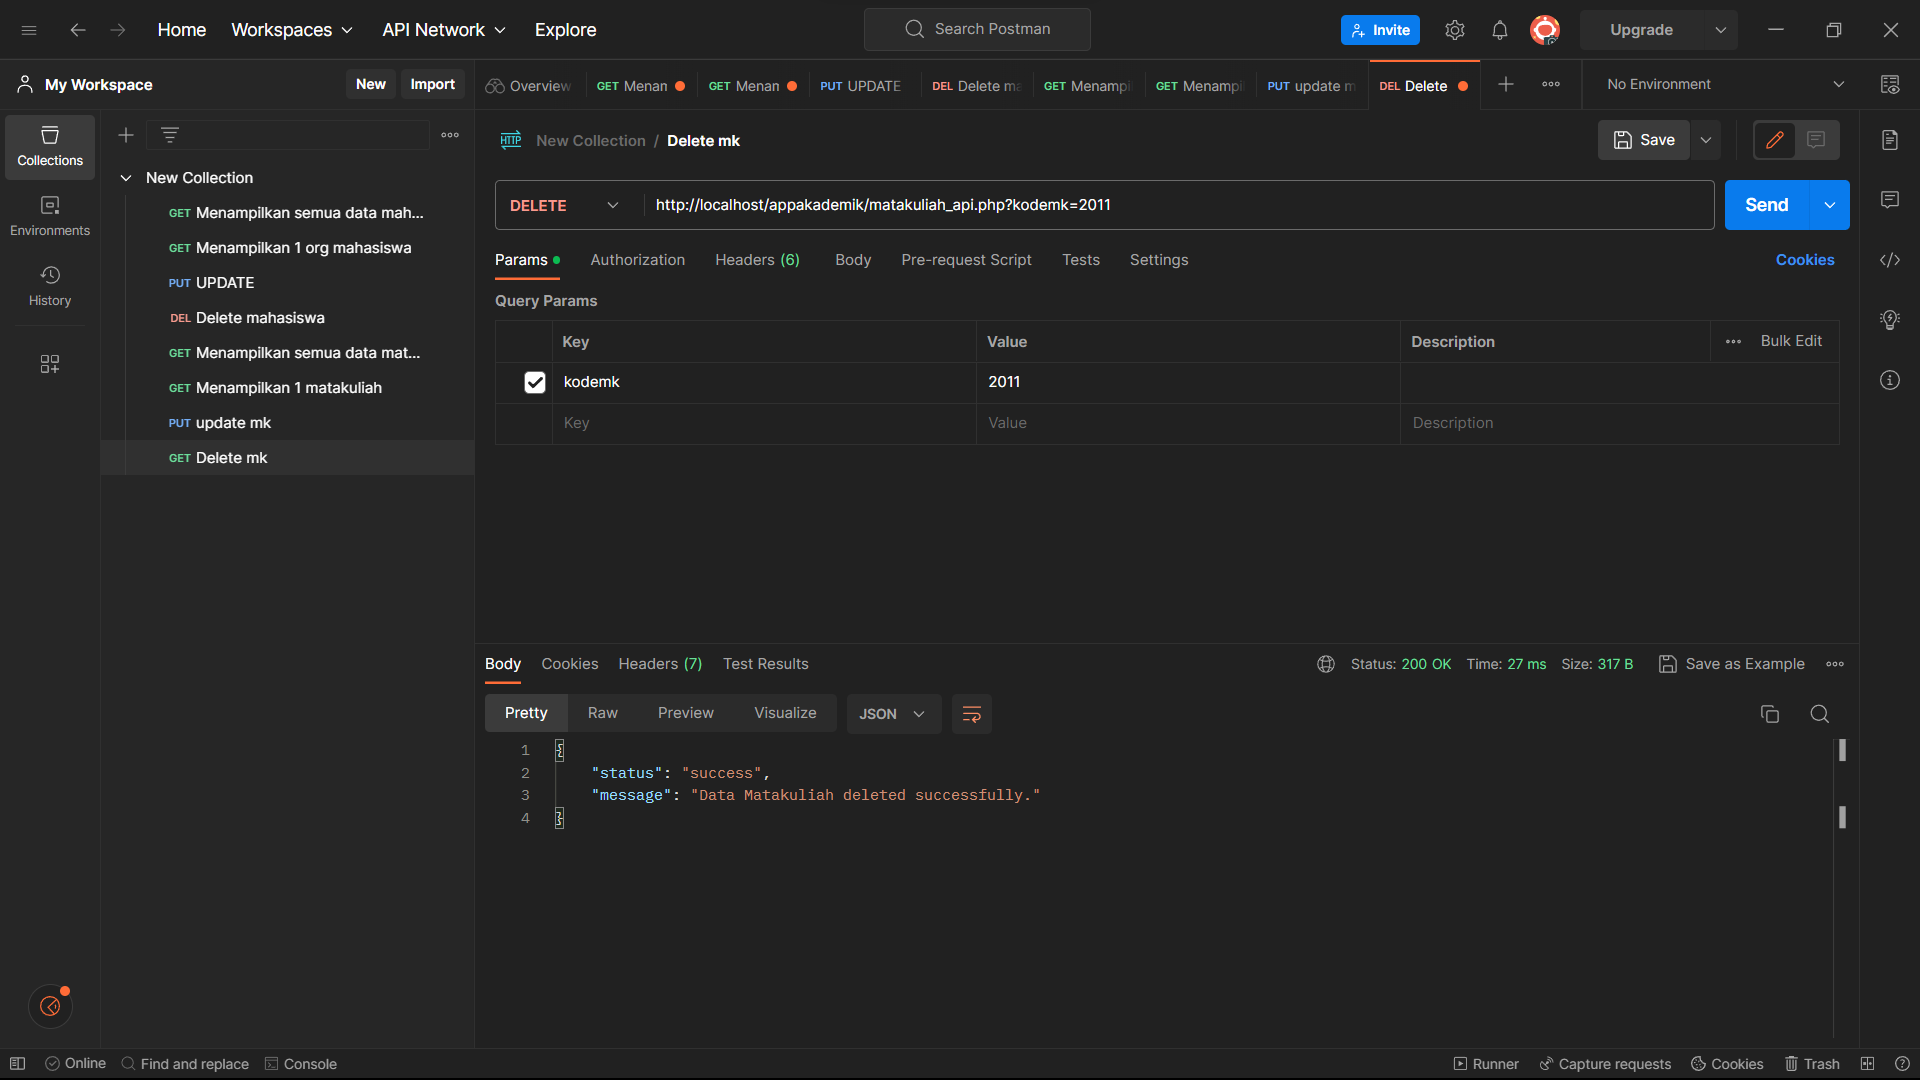 Home Workspaces API Network Explore Search Postman Invite Upgrade
My Workspace New Import Overview GET Menan GET Menan PUT UPDATE DEL Delete ma GET Menampil GET Menampil PUT update m DEL Delete No Environment
Collections
Environments
History
New Collection
GET Menampilkan semua data mah...
GET Menampilkan 1 org mahasiswa
PUT UPDATE
DEL Delete mahasiswa
GET Menampilkan semua data mat...
GET Menampilkan 1 matakuliah
PUT update mk
GET Delete mk
HTTP New Collection / Delete mk Save
DELETE http://localhost/appakademik/matakuliah_api.php?kodemk=2011 Send
Params Authorization Headers (6) Body Pre-request Script Tests Settings Cookies
Query Params
Key Value Description Bulk Edit
kodemk 2011
Key Value Description
Body Cookies Headers (7) Test Results Status: 200 OK Time: 27 ms Size: 317 B Save as Example
Pretty Raw Preview Visualize JSON
1 {
2 "status": "success",
3 "message": "Data Matakuliah deleted successfully."
4 }
Online Find and replace Console Runner Capture requests Cookies Trash